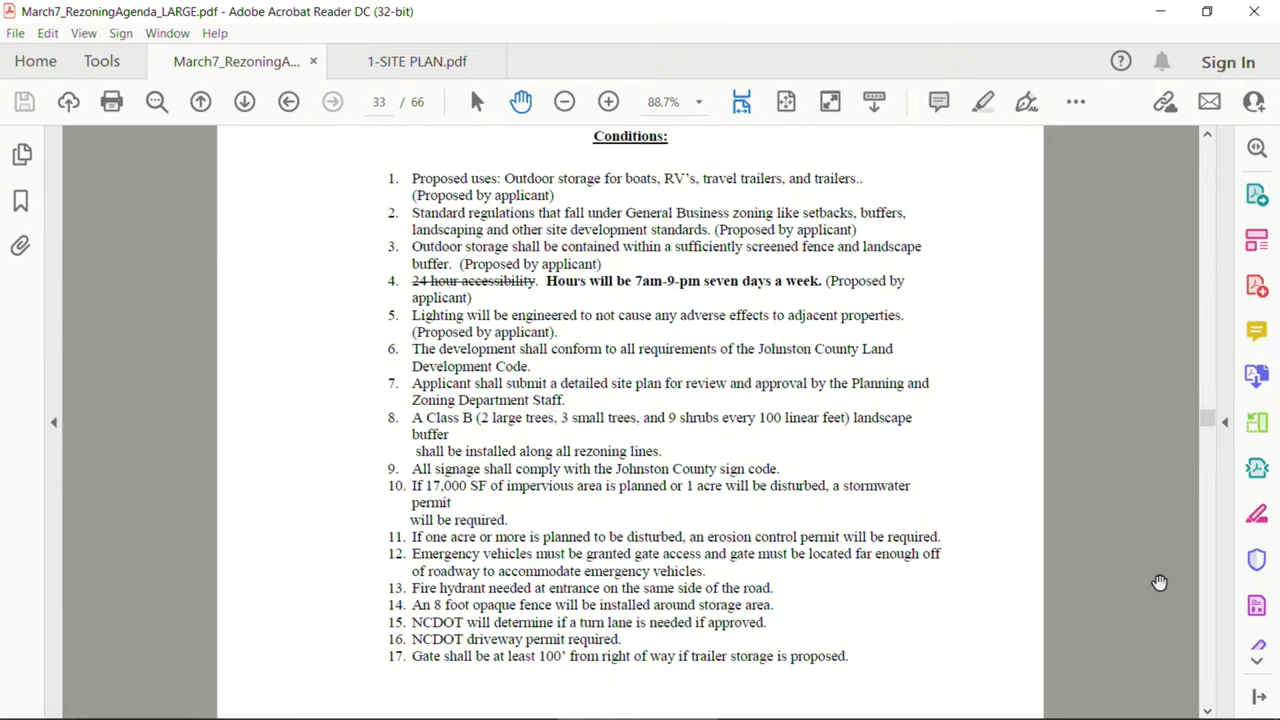 March7_RezoningAgenda_LARGE.pdf - Adobe Acrobat Reader DC (32-bit)
File Edit View Sign Window Help
Home Tools March7_RezoningA... × 1-SITE PLAN.pdf Sign In
33 / 66 88.7%
Conditions:
1. Proposed uses: Outdoor storage for boats, RV’s, travel trailers, and trailers..
(Proposed by applicant)
2. Standard regulations that fall under General Business zoning like setbacks, buffers,
landscaping and other site development standards. (Proposed by applicant)
3. Outdoor storage shall be contained within a sufficiently screened fence and landscape
buffer. (Proposed by applicant)
4. 24 hour accessibility. Hours will be 7am-9-pm seven days a week. (Proposed by
applicant)
5. Lighting will be engineered to not cause any adverse effects to adjacent properties.
(Proposed by applicant).
6. The development shall conform to all requirements of the Johnston County Land
Development Code.
7. Applicant shall submit a detailed site plan for review and approval by the Planning and
Zoning Department Staff.
8. A Class B (2 large trees, 3 small trees, and 9 shrubs every 100 linear feet) landscape
buffer
shall be installed along all rezoning lines.
9. All signage shall comply with the Johnston County sign code.
10. If 17,000 SF of impervious area is planned or 1 acre will be disturbed, a stormwater
permit
will be required.
11. If one acre or more is planned to be disturbed, an erosion control permit will be required.
12. Emergency vehicles must be granted gate access and gate must be located far enough off
of roadway to accommodate emergency vehicles.
13. Fire hydrant needed at entrance on the same side of the road.
14. An 8 foot opaque fence will be installed around storage area.
15. NCDOT will determine if a turn lane is needed if approved.
16. NCDOT driveway permit required.
17. Gate shall be at least 100’ from right of way if trailer storage is proposed.